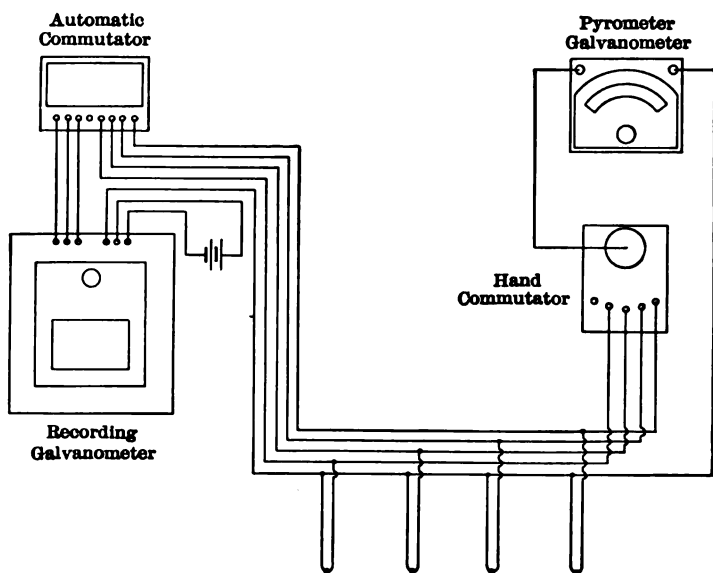 Automatic
Commutator
Pyrometer
Galvanometer
Hand
Commutator
Recording
Galvanometer